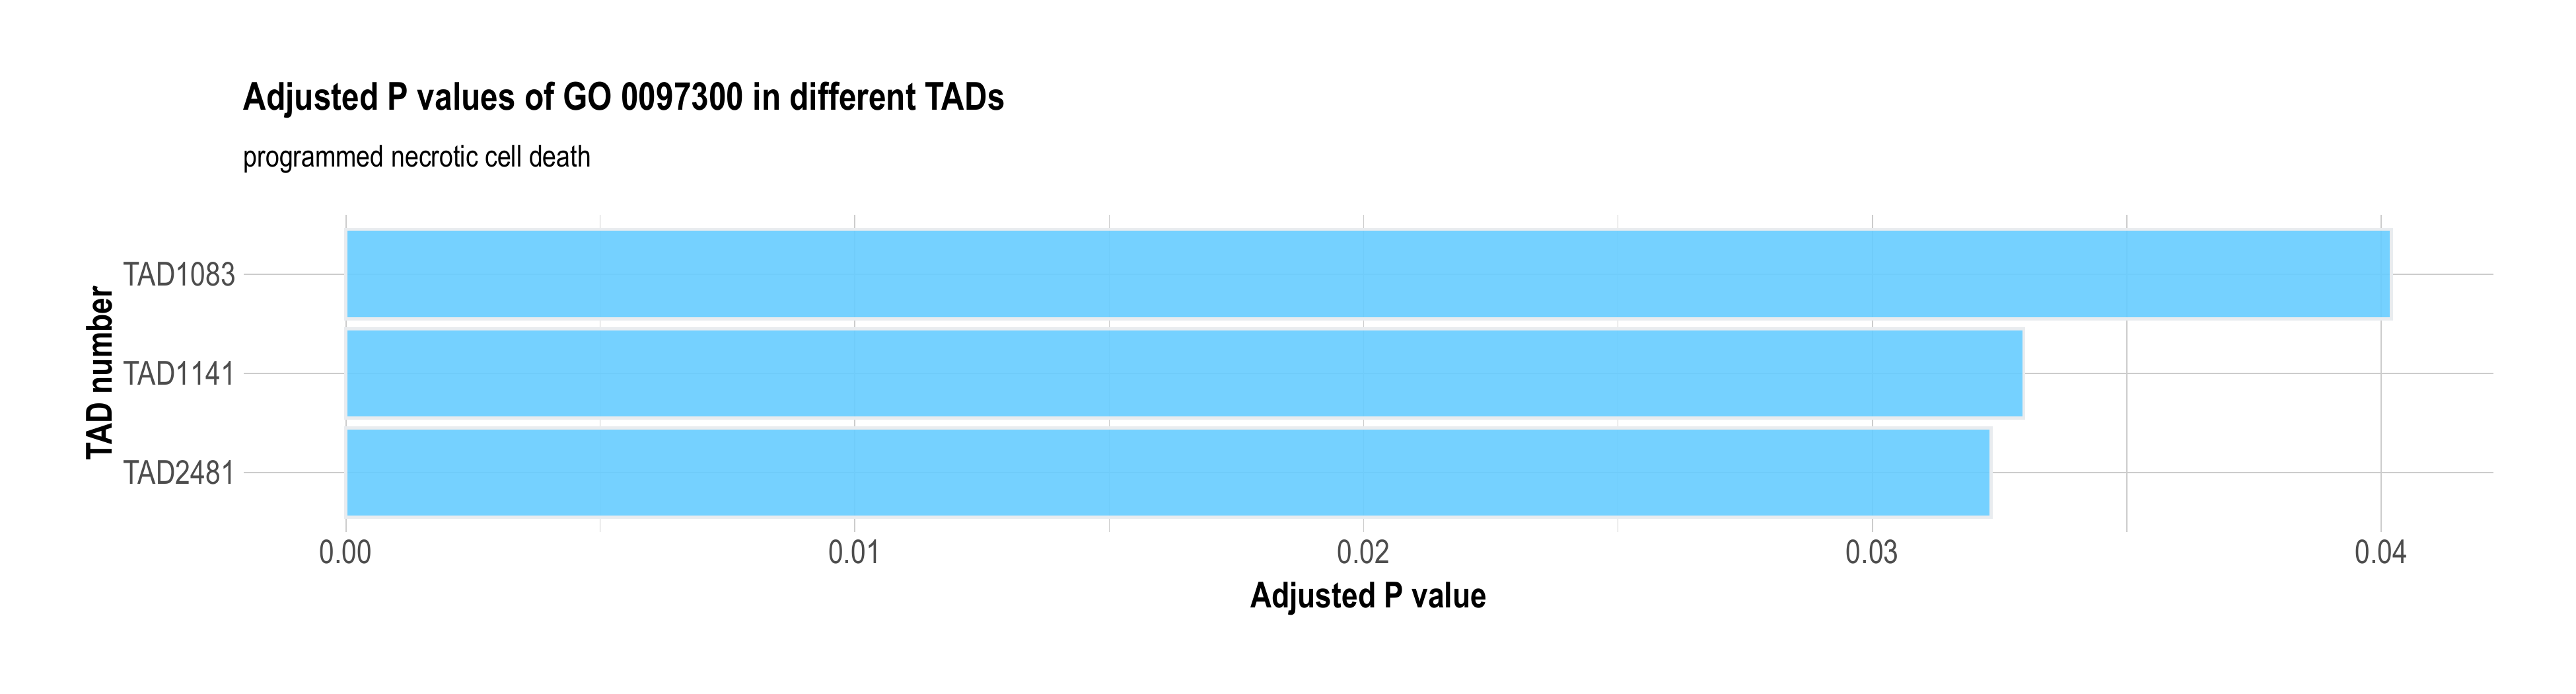 Adjusted P values of GO 0097300 in different TADs
programmed necrotic cell death
TAD number
TAD1083
TAD1141
TAD2481
0.00 0.01 0.02 0.03 0.04
Adjusted P value